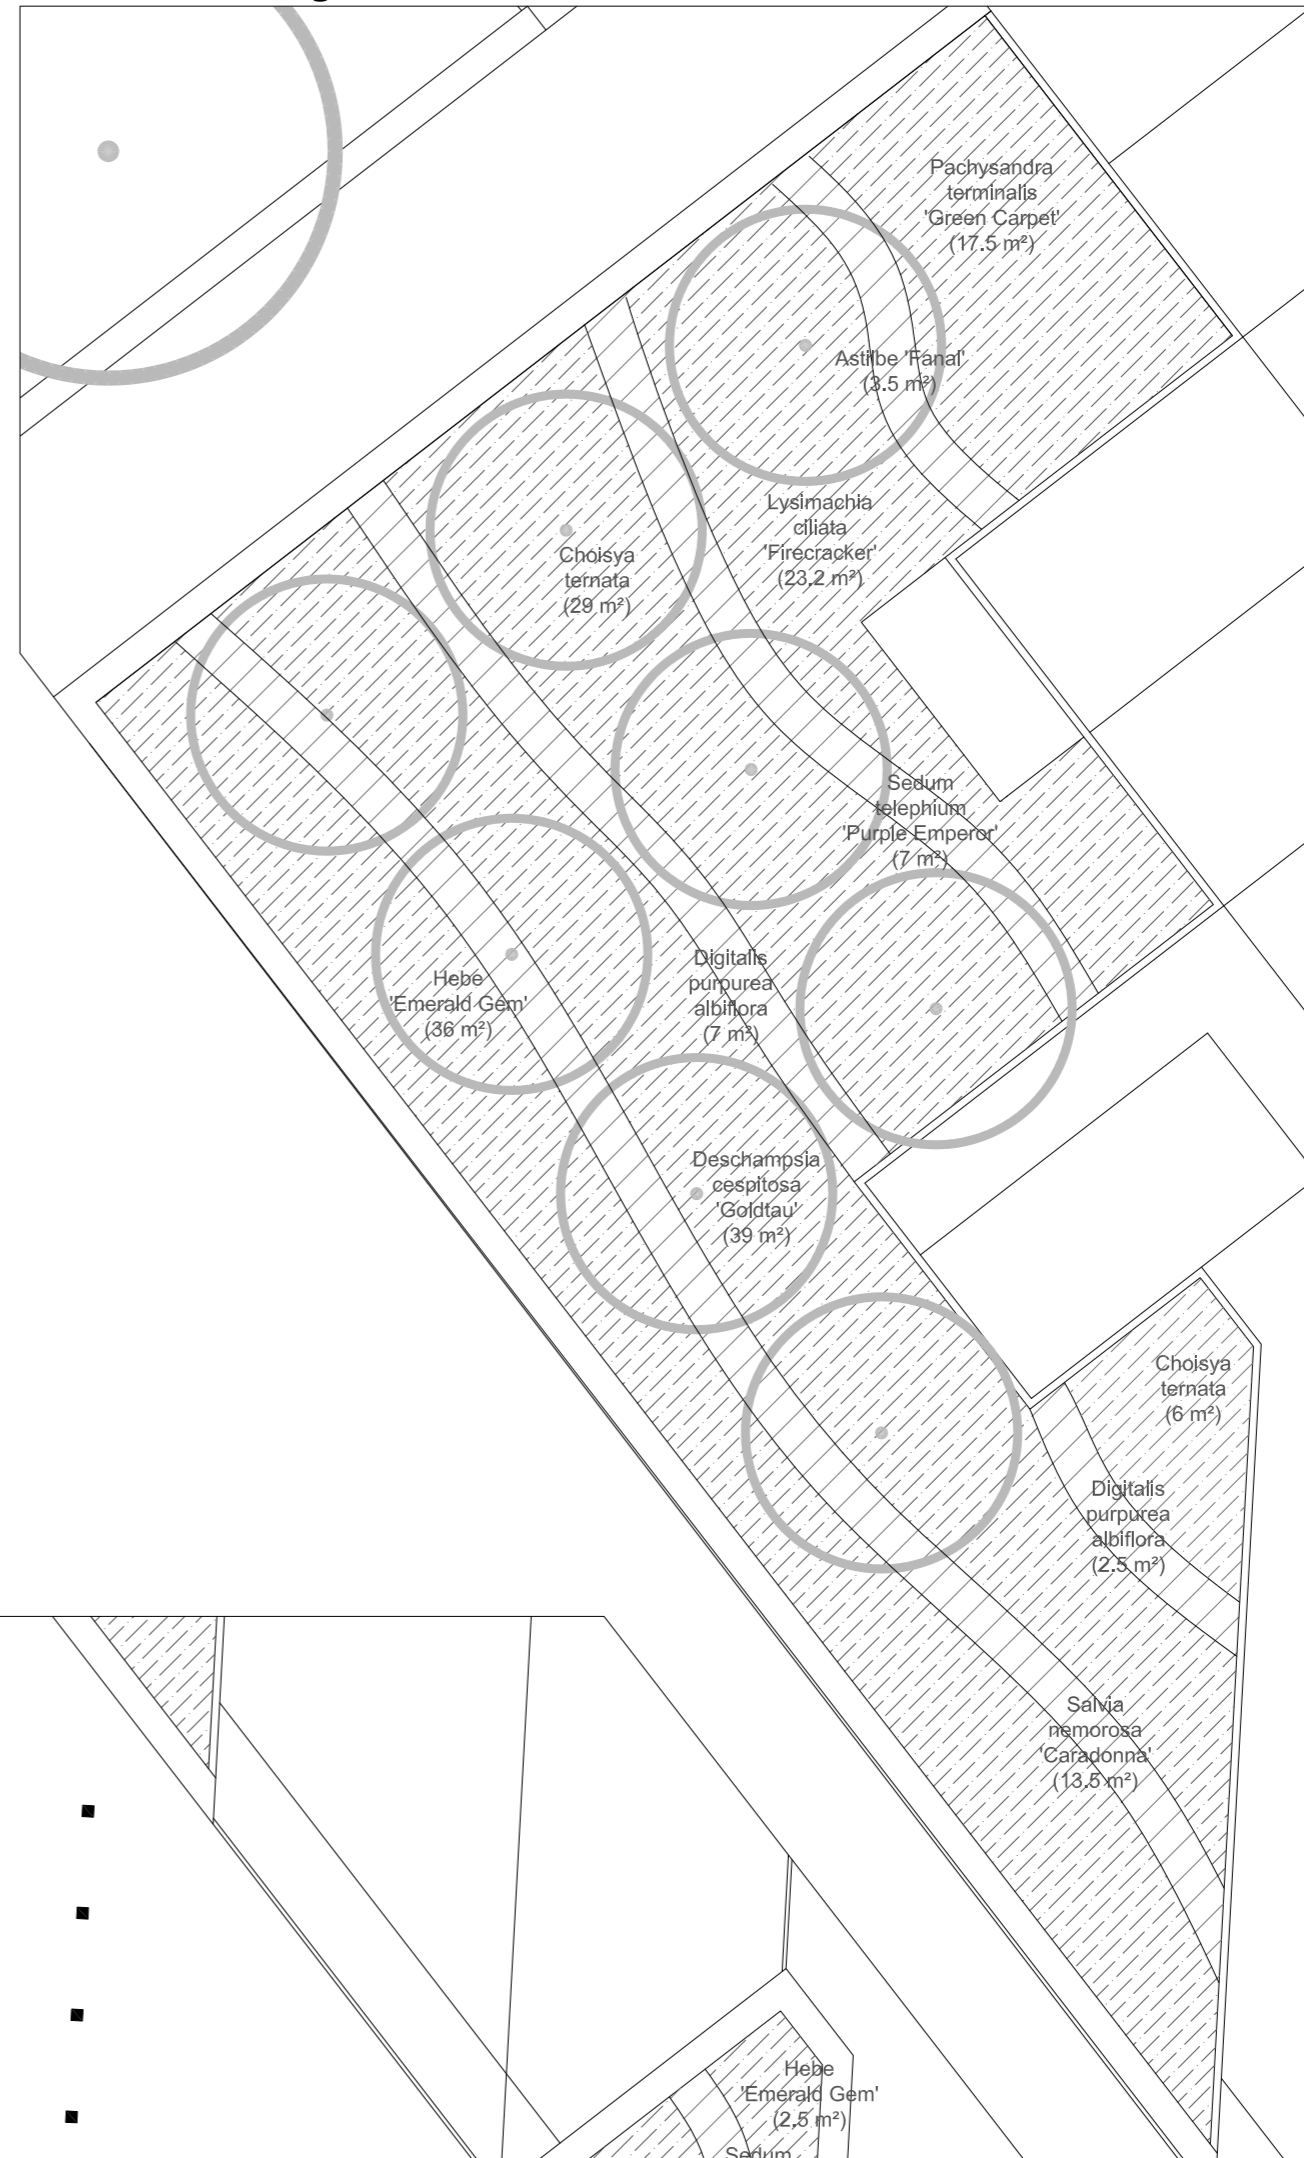 Pachysandra
terminalis
'Green Carpet'
(17.5 m²)
Astilbe 'Fanal'
(3.5 m²)
Lysimachia
ciliata
'Firecracker'
(23.2 m²)
Choisya
ternata
(29 m²)
Sedum
telephium
'Purple Emperor'
(7 m²)
Digitalis
purpurea
albiflora
(7 m²)
Hebe
'Emerald Gem'
(36 m²)
Deschampsia
cespitosa
'Goldtau'
(39 m²)
Choisya
ternata
(6 m²)
Digitalis
purpurea
albiflora
(2.5 m²)
Salvia
nemorosa
'Caradonna'
(13.5 m²)
Hebe
'Emerald Gem'
(2.5 m²)
Sedum